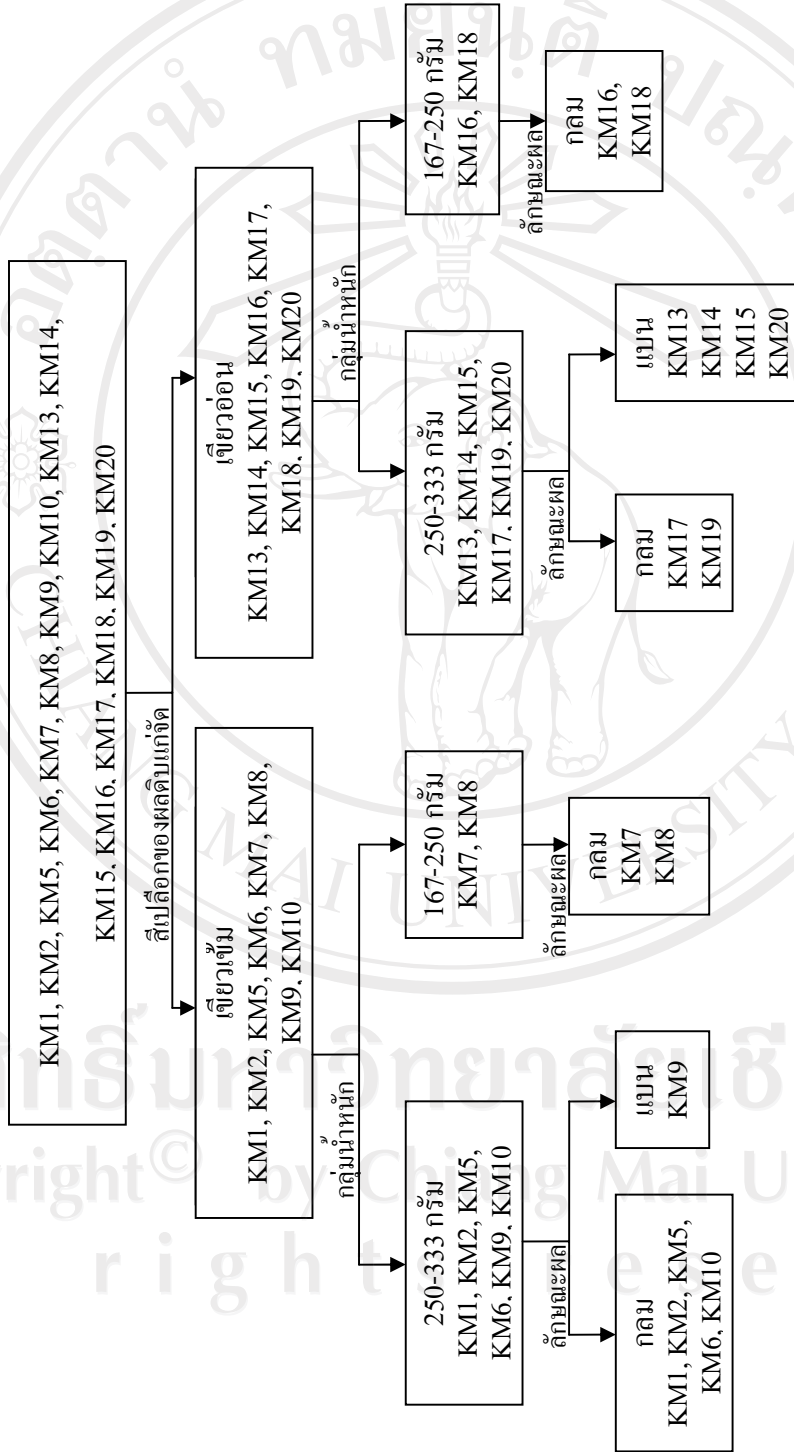 KM1, KM2, KM5, KM6, KM7, KM8, KM9, KM10, KM13, KM14,
KM15, KM16, KM17, KM18, KM19, KM20
สีเปลือกของผลดิบแก่จัด
เขียวเข้ม
KM1, KM2, KM5, KM6, KM7, KM8,
KM9, KM10
กลุ่มน้ำหนัก
250-333 กรัม
KM1, KM2, KM5,
KM6, KM9, KM10
ลักษณะผล
กลม
KM1, KM2, KM5,
KM6, KM10
แบน
KM9
167-250 กรัม
KM7, KM8
ลักษณะผล
กลม
KM7
KM8
เขียวอ่อน
KM13, KM14, KM15, KM16, KM17,
KM18, KM19, KM20
กลุ่มน้ำหนัก
250-333 กรัม
KM13, KM14, KM15,
KM17, KM19, KM20
ลักษณะผล
กลม
KM17
KM19
แบน
KM13
KM14
KM15
KM20
167-250 กรัม
KM16, KM18
ลักษณะผล
กลม
KM16,
KM18
CHIANG MAI UNIVERSITY
by Chiang Mai U